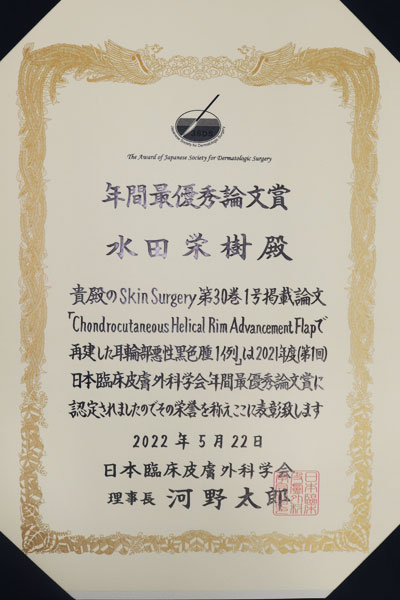 JSDS
The Award of Japanese Society for Dermatologic Surgery
年間最優秀論文賞
水田栄樹殿
貴殿のSkin Surgery第30巻1号掲載論文
「Chondrocutaneous Helical Rim Advancement Flapで
再建した耳輪部悪性黒色腫1例」は2021年度(第1回)
日本臨床皮膚外科学会年間最優秀論文賞に
認定されましたのでその栄誉を称えここに表彰致します
2022年5月22日
日本臨床皮膚外科学会
理事長 河野太郎